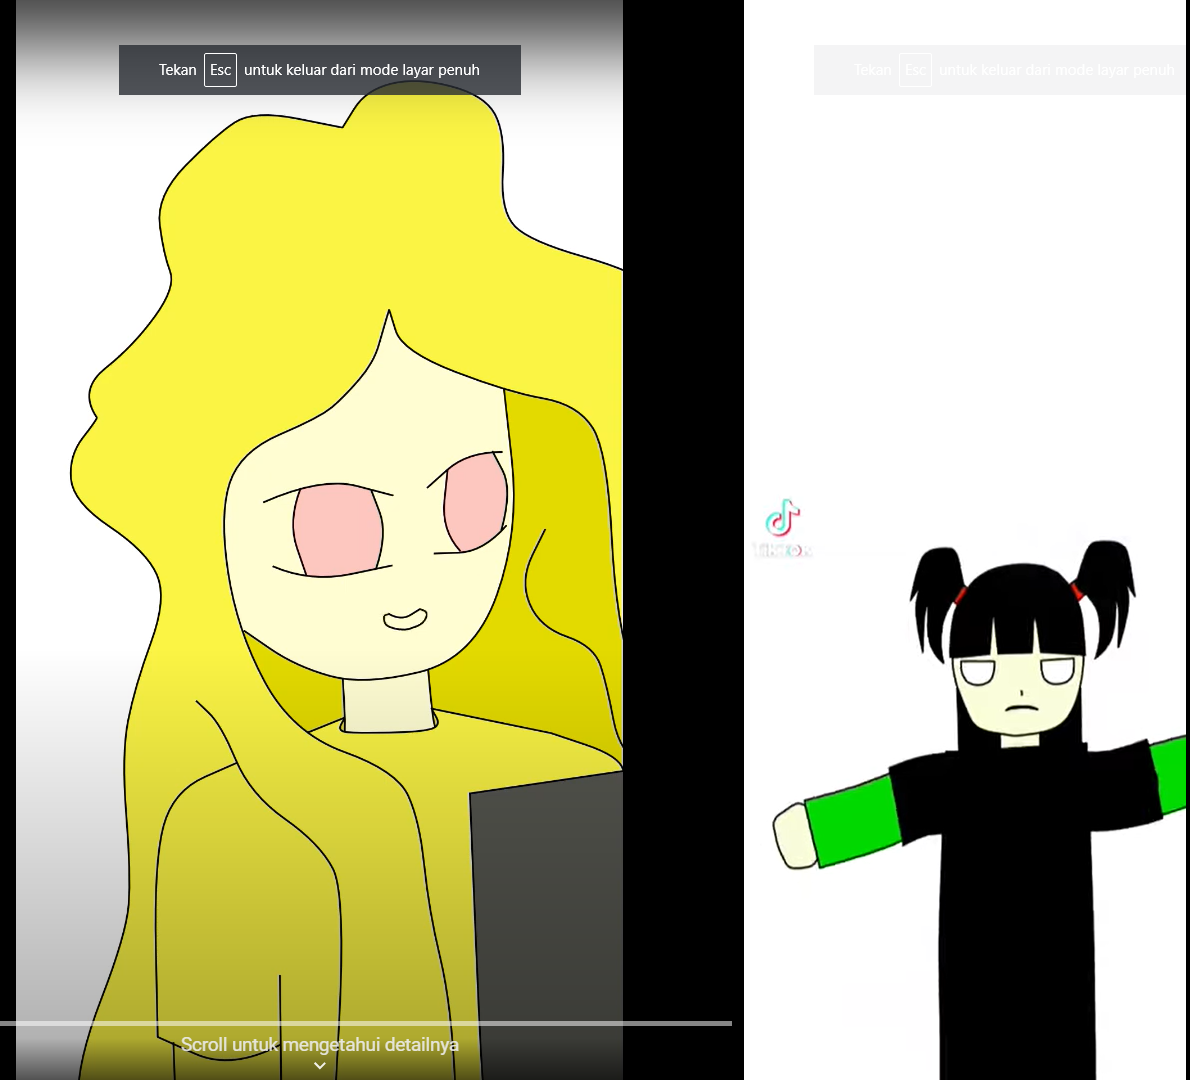 Tekan Esc untuk keluar dari mode layar penuh
Tekan Esc untuk keluar dari mode layar penuh
TikTok
Scroll untuk mengetahui detailnya